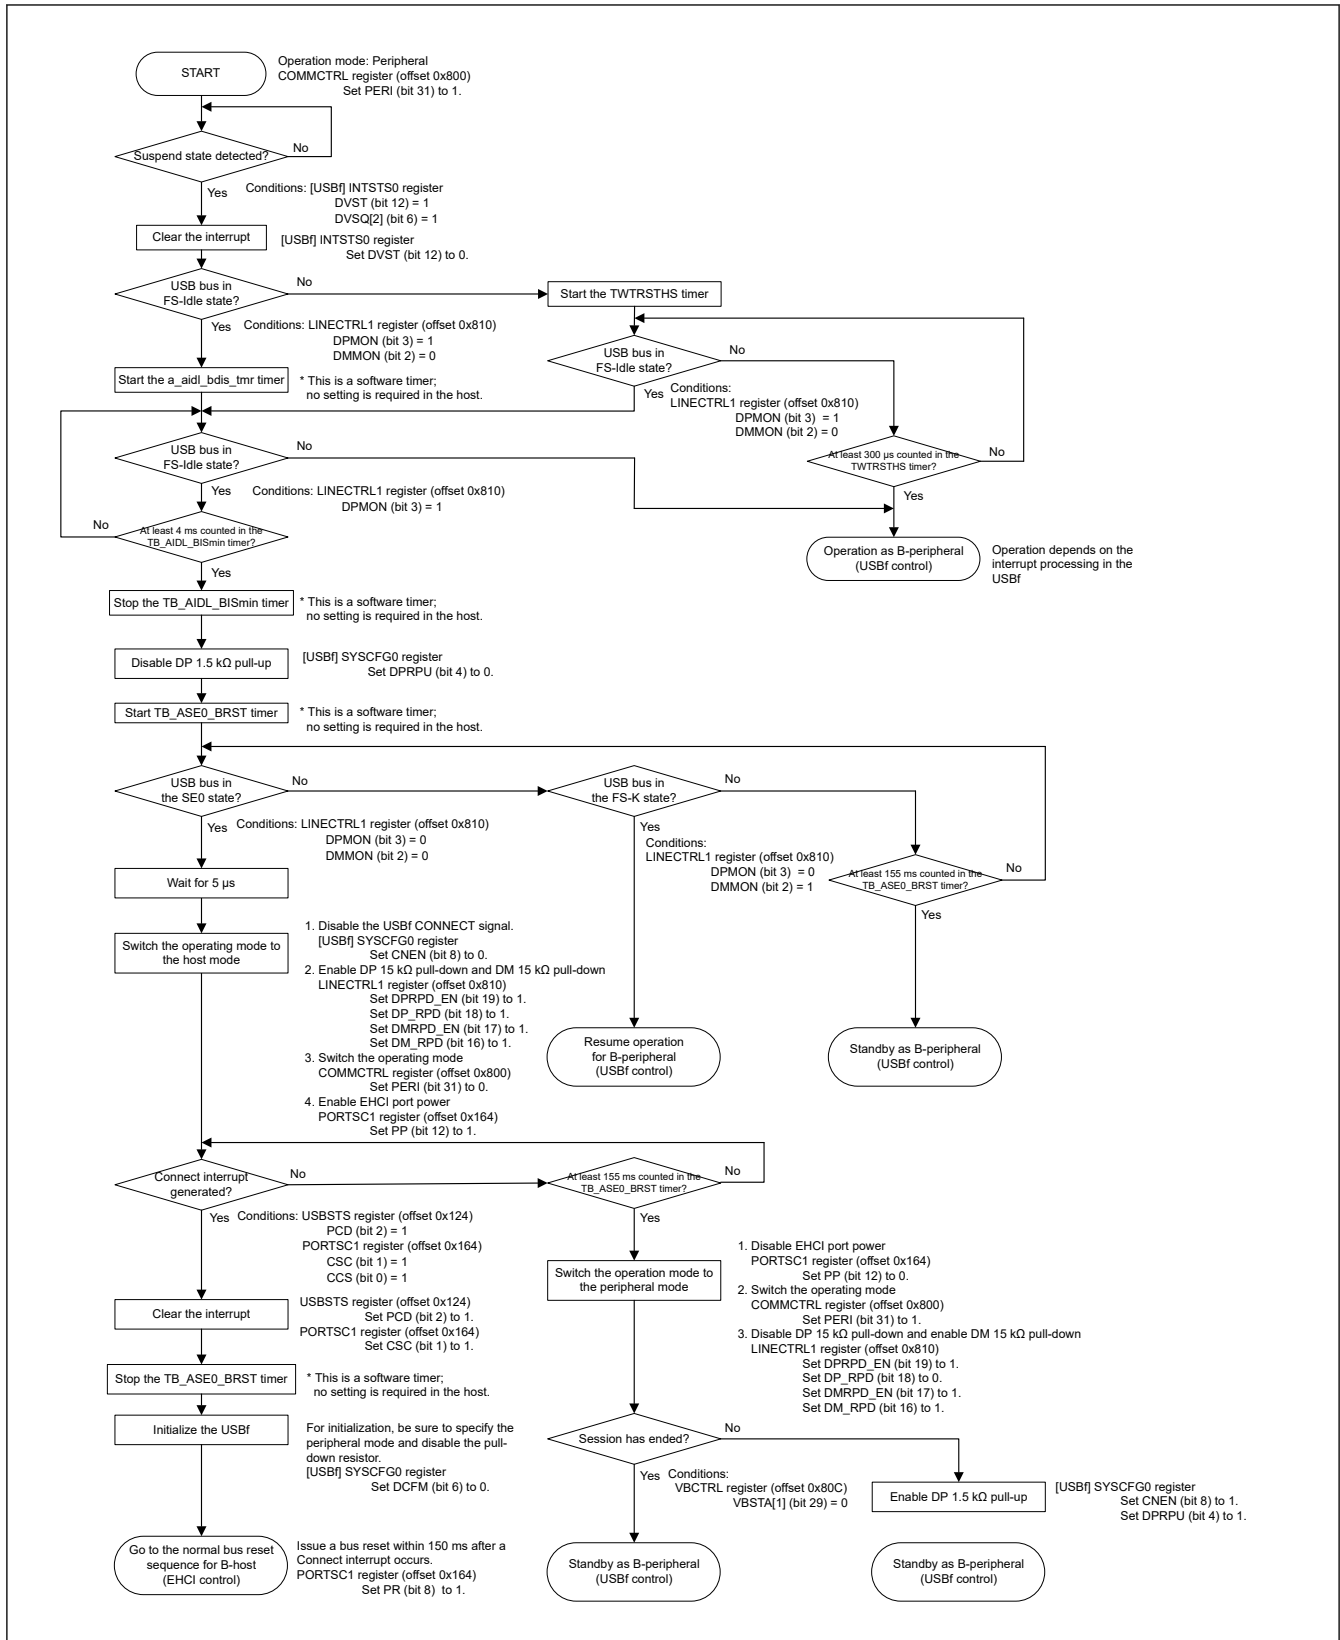 START
Operation mode: Peripheral
COMMCTRL register (offset 0x800)
Set PERI (bit 31) to 1.
Suspend state detected?
No
Yes
Conditions: [USBf] INTSTS0 register
DVST (bit 12) = 1
DVSQ[2] (bit 6) = 1
Clear the interrupt
[USBf] INTSTS0 register
Set DVST (bit 12) to 0.
USB bus in
FS-Idle state?
No
Start the TWTRSTHS timer
Yes
Conditions: LINECTRL1 register (offset 0x810)
DPMON (bit 3) = 1
DMMON (bit 2) = 0
USB bus in
FS-Idle state?
No
Start the a_aidl_bdis_tmr timer
* This is a software timer;
no setting is required in the host.
Yes
Conditions:
LINECTRL1 register (offset 0x810)
DPMON (bit 3)  = 1
DMMON (bit 2) = 0
USB bus in
FS-Idle state?
No
At least 300 µs counted in the
TWTRSTHS timer?
No
Yes
Conditions: LINECTRL1 register (offset 0x810)
DPMON (bit 3) = 1
Yes
No
At least 4 ms counted in the
TB_AIDL_BISmin timer?
Operation as B-peripheral
(USBf control)
Operation depends on the
interrupt processing in the
USBf
Yes
Stop the TB_AIDL_BISmin timer
* This is a software timer;
no setting is required in the host.
Disable DP 1.5 kΩ pull-up
[USBf] SYSCFG0 register
Set DPRPU (bit 4) to 0.
Start TB_ASE0_BRST timer
* This is a software timer;
no setting is required in the host.
USB bus in
the SE0 state?
No
USB bus in
the FS-K state?
No
Yes
Conditions: LINECTRL1 register (offset 0x810)
DPMON (bit 3) = 0
DMMON (bit 2) = 0
Yes
Conditions:
LINECTRL1 register (offset 0x810)
DPMON (bit 3)  = 0
DMMON (bit 2) = 1
At least 155 ms counted in the
TB_ASE0_BRST timer?
No
Yes
Wait for 5 µs
Switch the operating mode to
the host mode
1. Disable the USBf CONNECT signal.
[USBf] SYSCFG0 register
Set CNEN (bit 8) to 0.
2. Enable DP 15 kΩ pull-down and DM 15 kΩ pull-down
LINECTRL1 register (offset 0x810)
Set DPRPD_EN (bit 19) to 1.
Set DP_RPD (bit 18) to 1.
Set DMRPD_EN (bit 17) to 1.
Set DM_RPD (bit 16) to 1.
3. Switch the operating mode
COMMCTRL register (offset 0x800)
Set PERI (bit 31) to 0.
4. Enable EHCI port power
PORTSC1 register (offset 0x164)
Set PP (bit 12) to 1.
Resume operation
for B-peripheral
(USBf control)
Standby as B-peripheral
(USBf control)
Connect interrupt
generated?
No
At least 155 ms counted in the
TB_ASE0_BRST timer?
No
Yes
Conditions: USBSTS register (offset 0x124)
PCD (bit 2) = 1
PORTSC1 register (offset 0x164)
CSC (bit 1) = 1
CCS (bit 0) = 1
Yes
Switch the operation mode to
the peripheral mode
1. Disable EHCI port power
PORTSC1 register (offset 0x164)
Set PP (bit 12) to 0.
2. Switch the operating mode
COMMCTRL register (offset 0x800)
Set PERI (bit 31) to 1.
3. Disable DP 15 kΩ pull-down and enable DM 15 kΩ pull-down
LINECTRL1 register (offset 0x810)
Set DPRPD_EN (bit 19) to 1.
Set DP_RPD (bit 18) to 0.
Set DMRPD_EN (bit 17) to 1.
Set DM_RPD (bit 16) to 1.
Clear the interrupt
USBSTS register (offset 0x124)
Set PCD (bit 2) to 1.
PORTSC1 register (offset 0x164)
Set CSC (bit 1) to 1.
Stop the TB_ASE0_BRST timer
* This is a software timer;
no setting is required in the host.
Initialize the USBf
For initialization, be sure to specify the
peripheral mode and disable the pull-
down resistor.
[USBf] SYSCFG0 register
Set DCFM (bit 6) to 0.
Session has ended?
No
Yes
Conditions:
VBCTRL register (offset 0x80C)
VBSTA[1] (bit 29) = 0
Enable DP 1.5 kΩ pull-up
[USBf] SYSCFG0 register
Set CNEN (bit 8) to 1.
Set DPRPU (bit 4) to 1.
Go to the normal bus reset
sequence for B-host
(EHCI control)
Issue a bus reset within 150 ms after a
Connect interrupt occurs.
PORTSC1 register (offset 0x164)
Set PR (bit 8)  to 1.
Standby as B-peripheral
(USBf control)
Standby as B-peripheral
(USBf control)